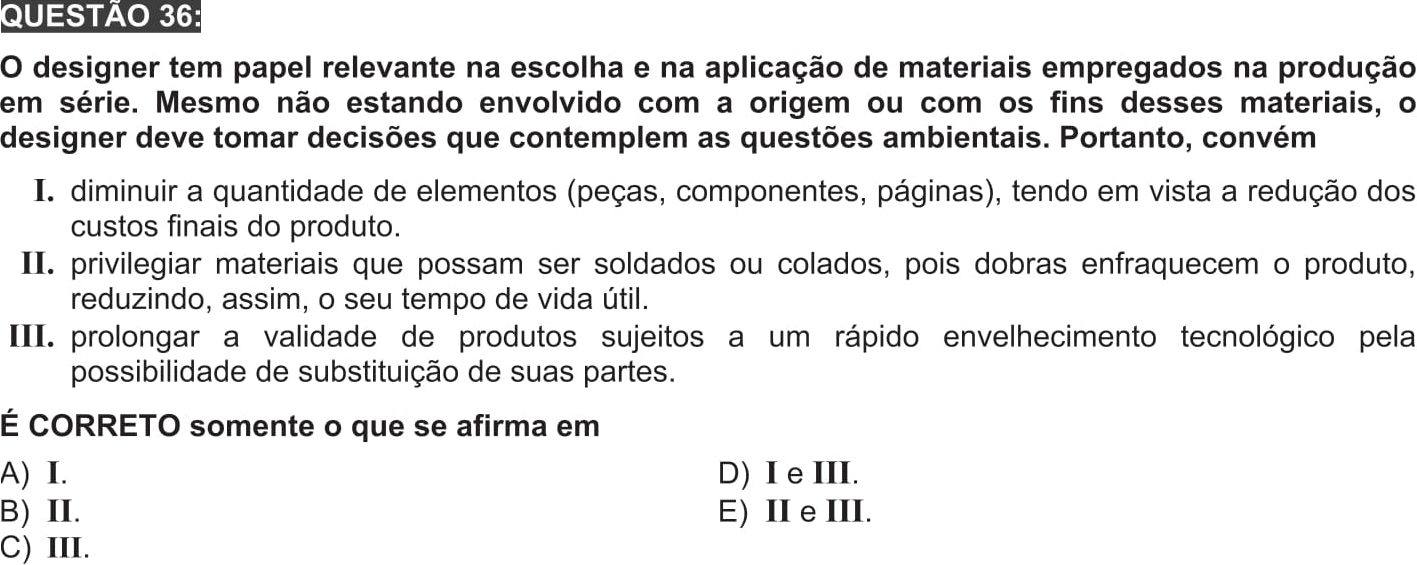 QUESTÃO 36:
O designer tem papel relevante na escolha e na aplicação de materiais empregados na produção
em série. Mesmo não estando envolvido com a origem ou com os fins desses materiais, o
designer deve tomar decisões que contemplem as questões ambientais. Portanto, convém
I. diminuir a quantidade de elementos (peças, componentes, páginas), tendo em vista a redução dos
custos finais do produto.
II. privilegiar materiais que possam ser soldados ou colados, pois dobras enfraquecem o produto,
reduzindo, assim, o seu tempo de vida útil.
III. prolongar a validade de produtos sujeitos a um rápido envelhecimento tecnológico pela
possibilidade de substituição de suas partes.
É CORRETO somente o que se afirma em
A) I.
B) II.
C) III.
D) I e III.
E) II e III.